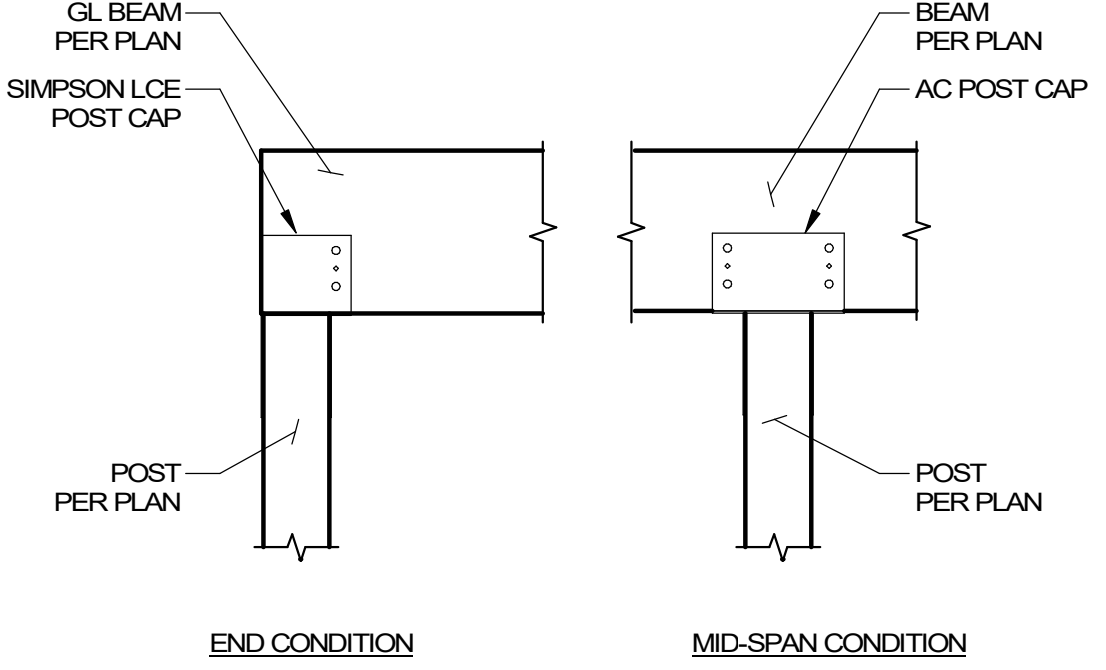 GL BEAM
PER PLAN
SIMPSON LCE
POST CAP
POST
PER PLAN
END CONDITION
BEAM
PER PLAN
AC POST CAP
POST
PER PLAN
MID-SPAN CONDITION